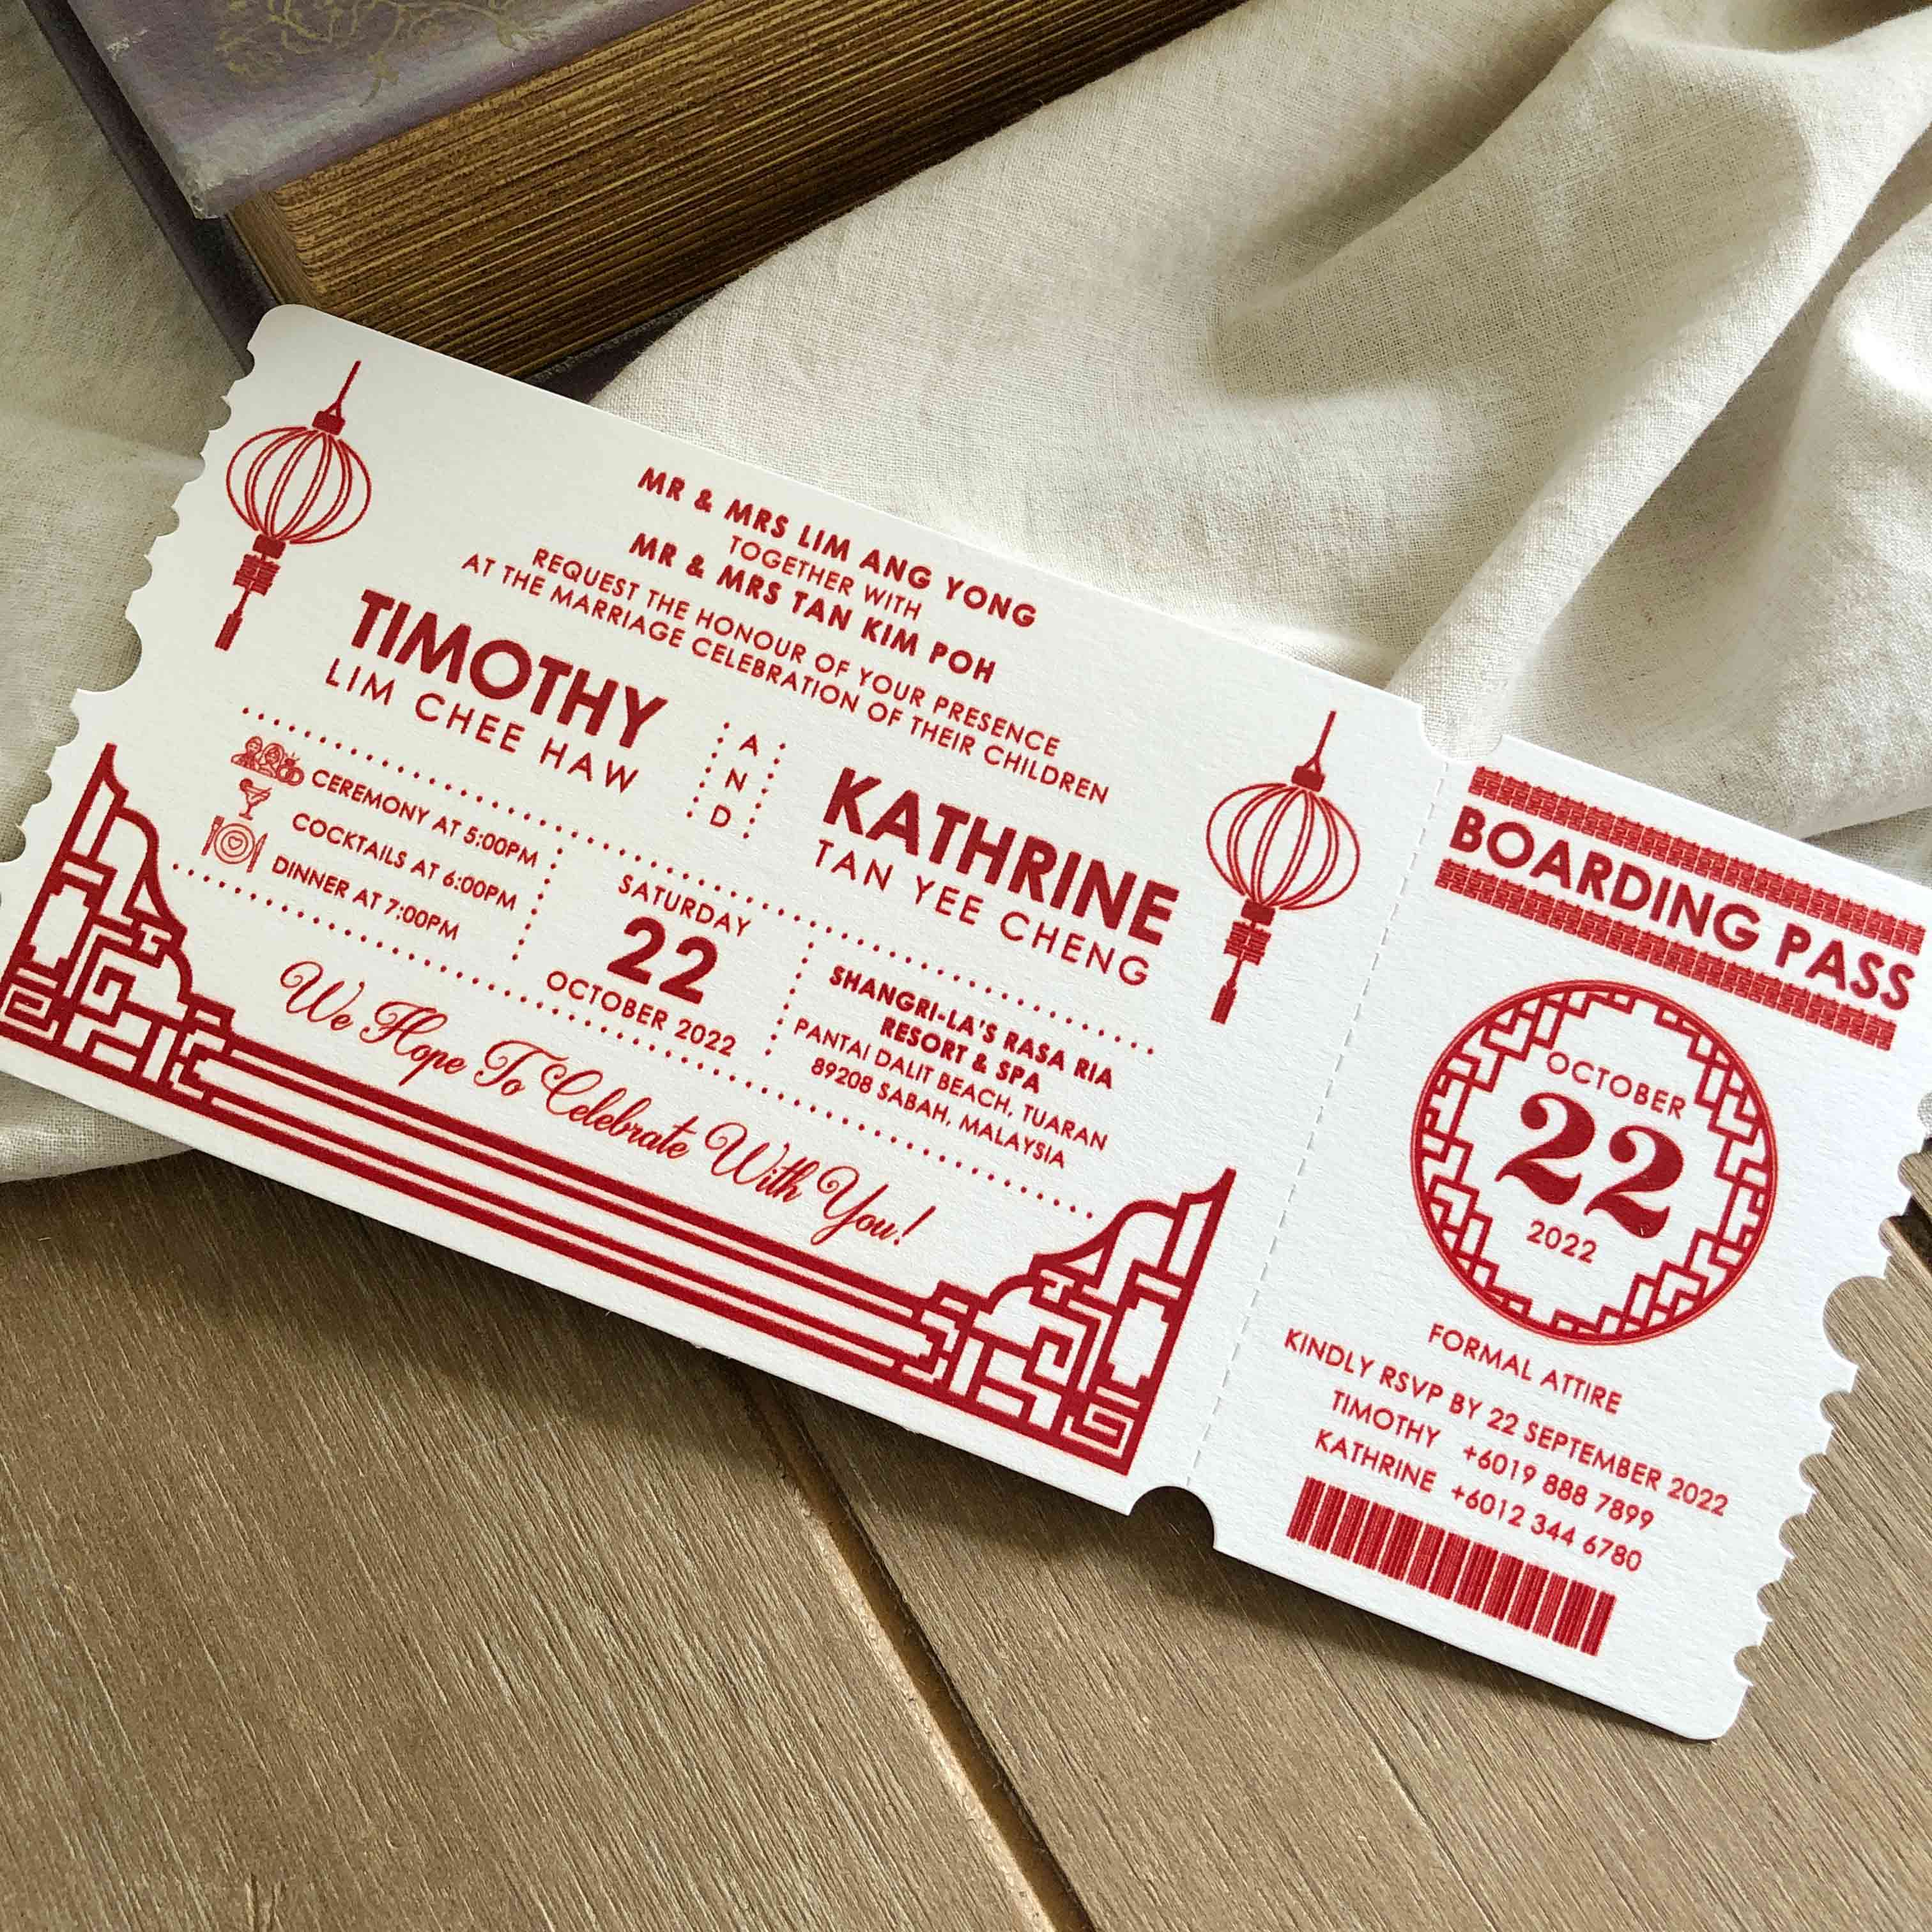 MR & MRS LIM ANG YONG
TOGETHER WITH
MR & MRS TAN KIM POH
REQUEST THE HONOUR OF YOUR PRESENCE
AT THE MARRIAGE CELEBRATION OF THEIR CHILDREN
TIMOTHY
LIM CHEE HAW
AND
KATHRINE
TAN YEE CHENG
CEREMONY AT 5:00PM
COCKTAILS AT 6:00PM
DINNER AT 7:00PM
SATURDAY
22
OCTOBER 2022
SHANGRI-LA'S RASA RIA
RESORT & SPA
PANTAI DALIT BEACH, TUARAN
89208 SABAH, MALAYSIA
We Hope To Celebrate With You!
囍
囍
BOARDING PASS
OCTOBER
22
2022
FORMAL ATTIRE
KINDLY RSVP BY 22 SEPTEMBER 2022
TIMOTHY +6019 888 7899
KATHRINE +6012 344 6780